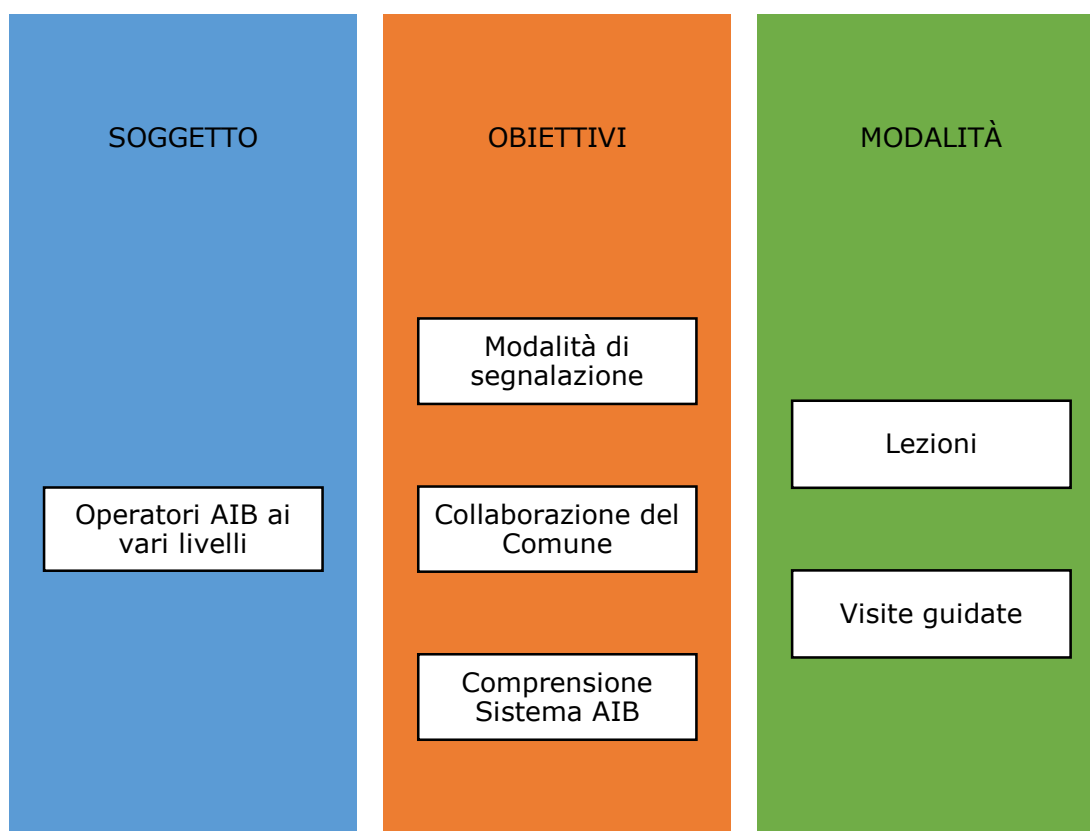 SOGGETTO
Operatori AIB ai
vari livelli
OBIETTIVI
Modalità di
segnalazione
Collaborazione del
Comune
Comprensione
Sistema AIB
MODALITÀ
Lezioni
Visite guidate